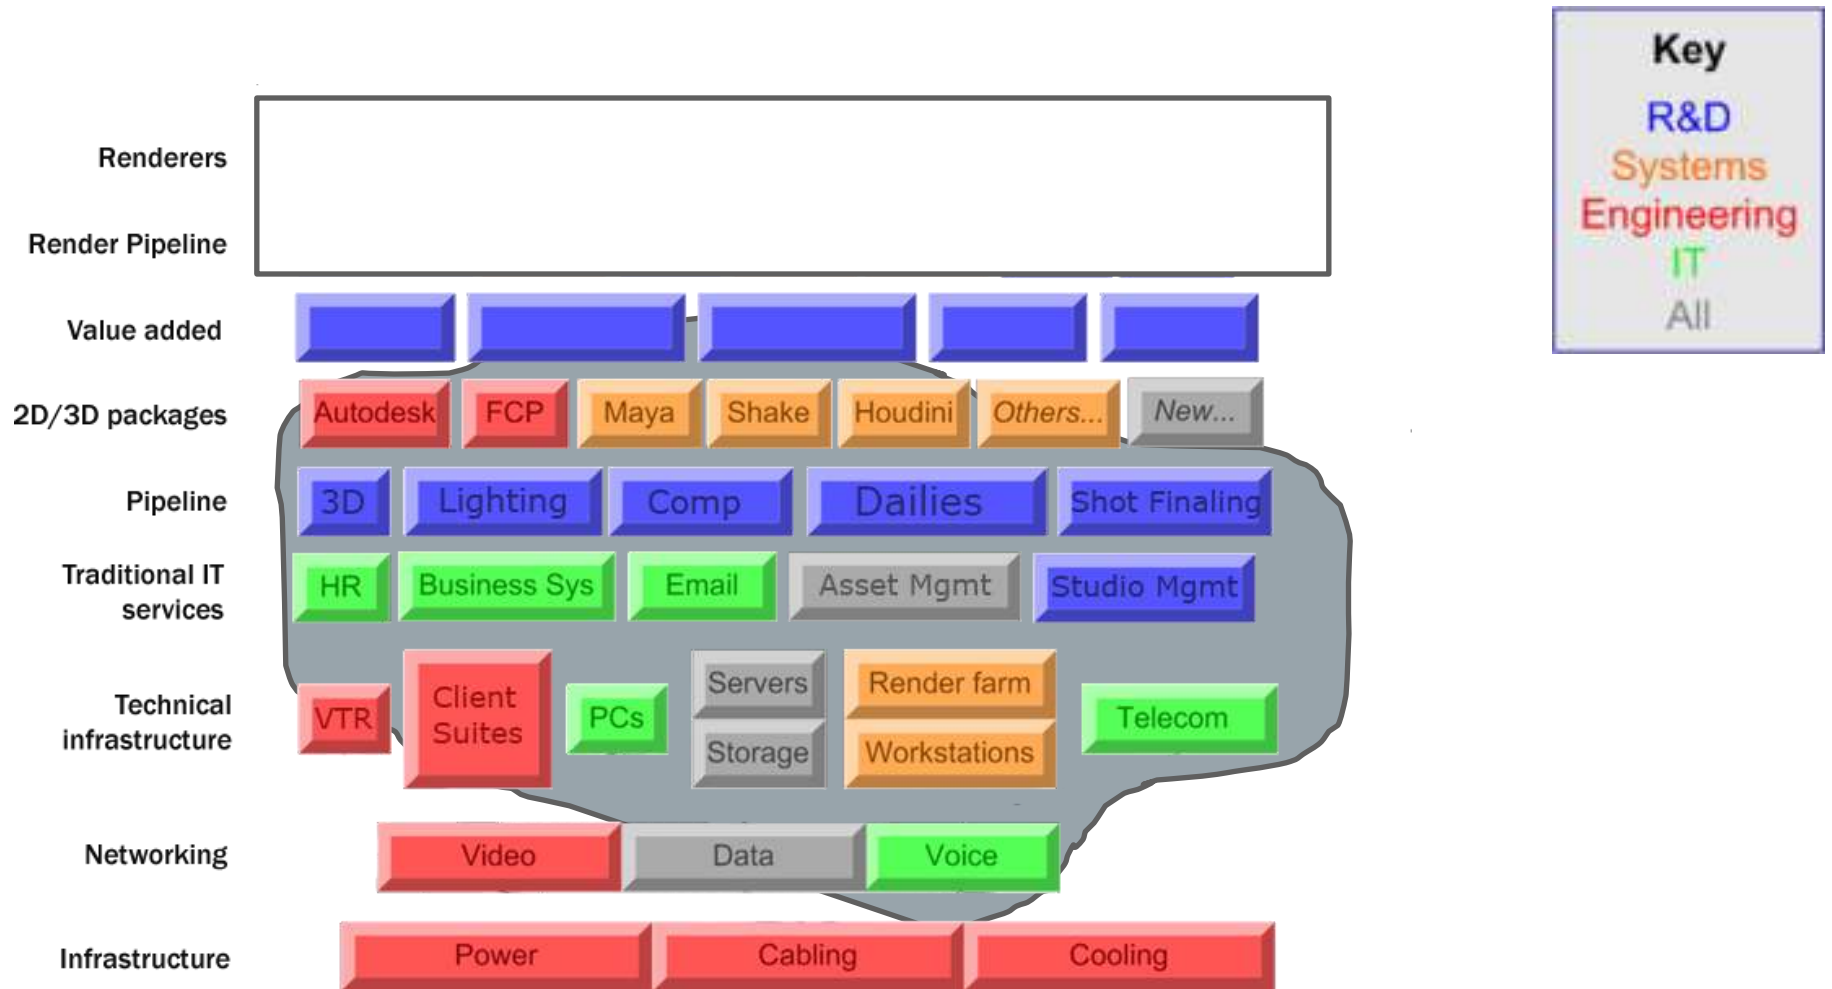 Key
R&D
Systems
Engineering
IT
All
Renderers
Render Pipeline
Value added
2D/3D packages
Autodesk
FCP
Maya
Shake
Houdini
Others...
New...
Pipeline
3D
Lighting
Comp
Dailies
Shot Finaling
Traditional IT
services
HR
Business Sys
Email
Asset Mgmt
Studio Mgmt
Technical
infrastructure
VTR
Client
Suites
PCs
Servers
Storage
Render farm
Workstations
Telecom
Networking
Video
Data
Voice
Infrastructure
Power
Cabling
Cooling